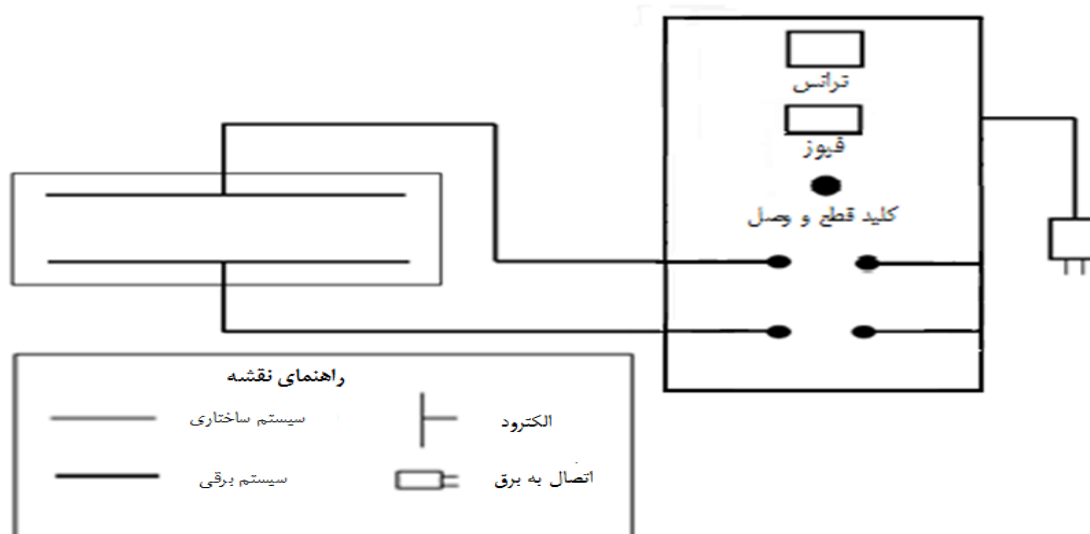 ترانس
فیوز
کلید قطع و وصل
راهنمای نقشه
سیستم ساختاری
الکترود
سیستم برقی
اتصال به برق